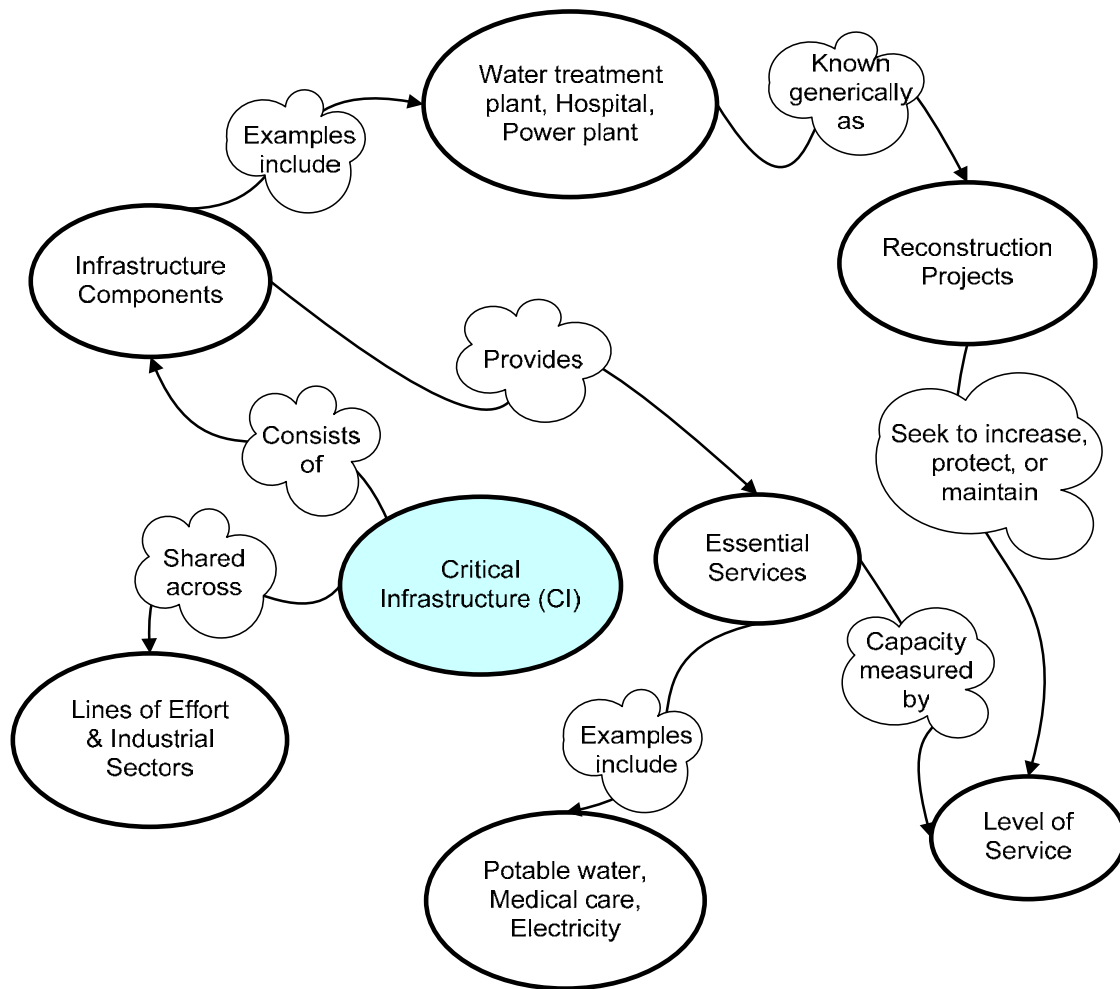 Water treatment
plant, Hospital,
Power plant
Known
generically
as
Examples
include
Infrastructure
Components
Reconstruction
Projects
Provides
Consists
of
Seek to increase,
protect, or
maintain
Shared
across
Critical
Infrastructure (CI)
Essential
Services
Capacity
measured
by
Lines of Effort
& Industrial
Sectors
Examples
include
Level of
Service
Potable water,
Medical care,
Electricity